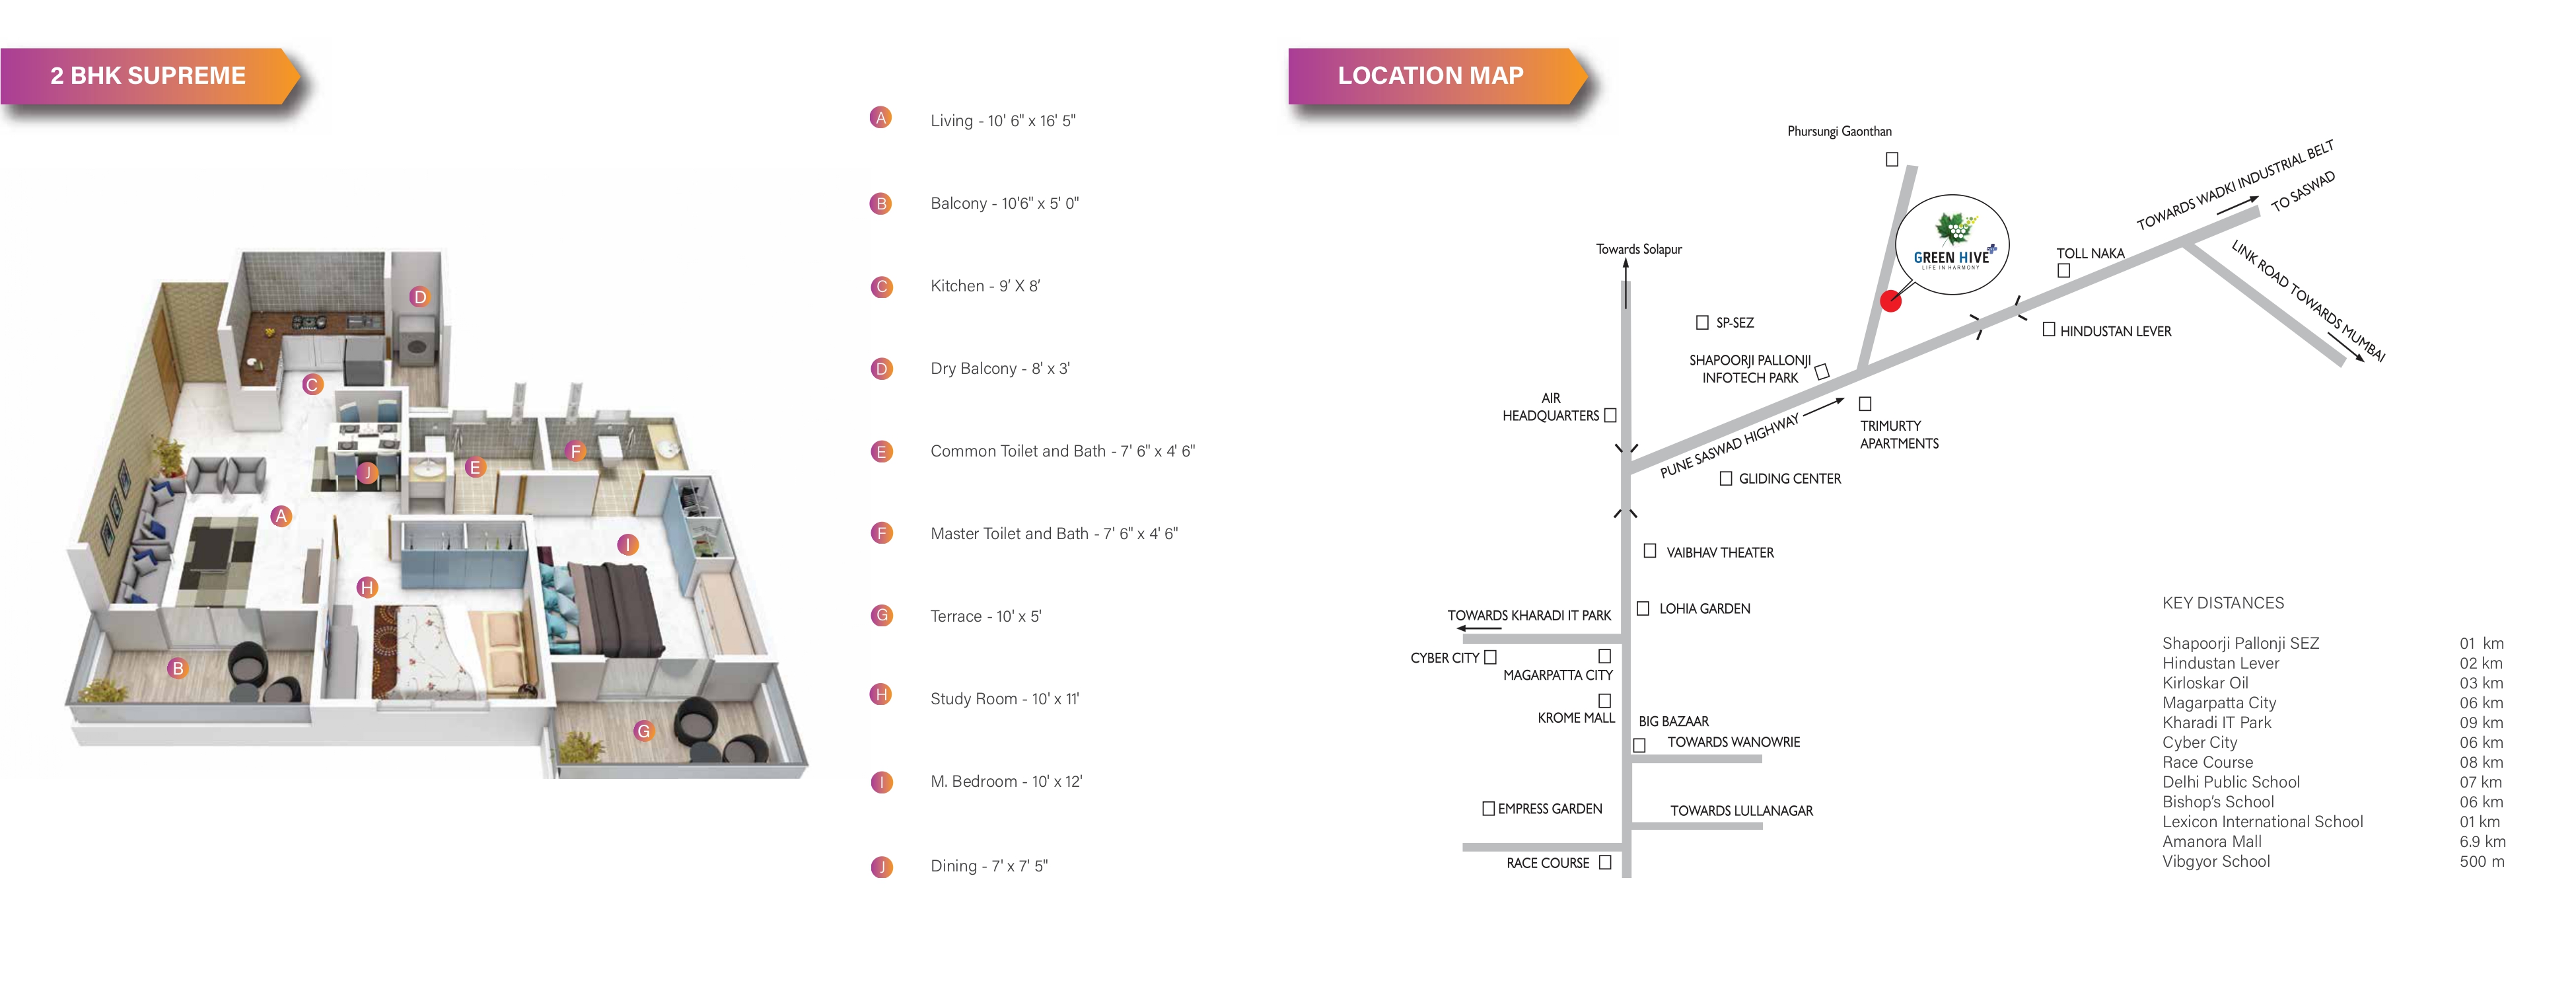 2 BHK SUPREME
A Living - 10' 6" x 16' 5"
B Balcony - 10'6" x 5' 0"
C Kitchen - 9' X 8'
D Dry Balcony - 8' x 3'
E Common Toilet and Bath - 7' 6" x 4' 6"
F Master Toilet and Bath - 7' 6" x 4' 6"
G Terrace - 10' x 5'
H Study Room - 10' x 11'
I M. Bedroom - 10' x 12'
J Dining - 7' x 7' 5"
D
C
J
E
F
A
I
H
B
G
LOCATION MAP
Phursungi Gaonthan
TOWARDS WADKI INDUSTRIAL BELT
TO SASWAD
GREEN HIVE+
LIFE IN HARMONY
Towards Solapur
TOLL NAKA
LINK ROAD TOWARDS MUMBAI
SP-SEZ
HINDUSTAN LEVER
SHAPOORJI PALLONJI
INFOTECH PARK
AIR
HEADQUARTERS
PUNE SASWAD HIGHWAY
TRIMURTY
APARTMENTS
GLIDING CENTER
VAIBHAV THEATER
LOHIA GARDEN
TOWARDS KHARADI IT PARK
CYBER CITY
MAGARPATTA CITY
KROME MALL
BIG BAZAAR
TOWARDS WANOWRIE
EMPRESS GARDEN
TOWARDS LULLANAGAR
RACE COURSE
KEY DISTANCES
Shapoorji Pallonji SEZ 01 km
Hindustan Lever 02 km
Kirloskar Oil 03 km
Magarpatta City 06 km
Kharadi IT Park 09 km
Cyber City 06 km
Race Course 08 km
Delhi Public School 07 km
Bishop's School 06 km
Lexicon International School 01 km
Amanora Mall 6.9 km
Vibgyor School 500 m